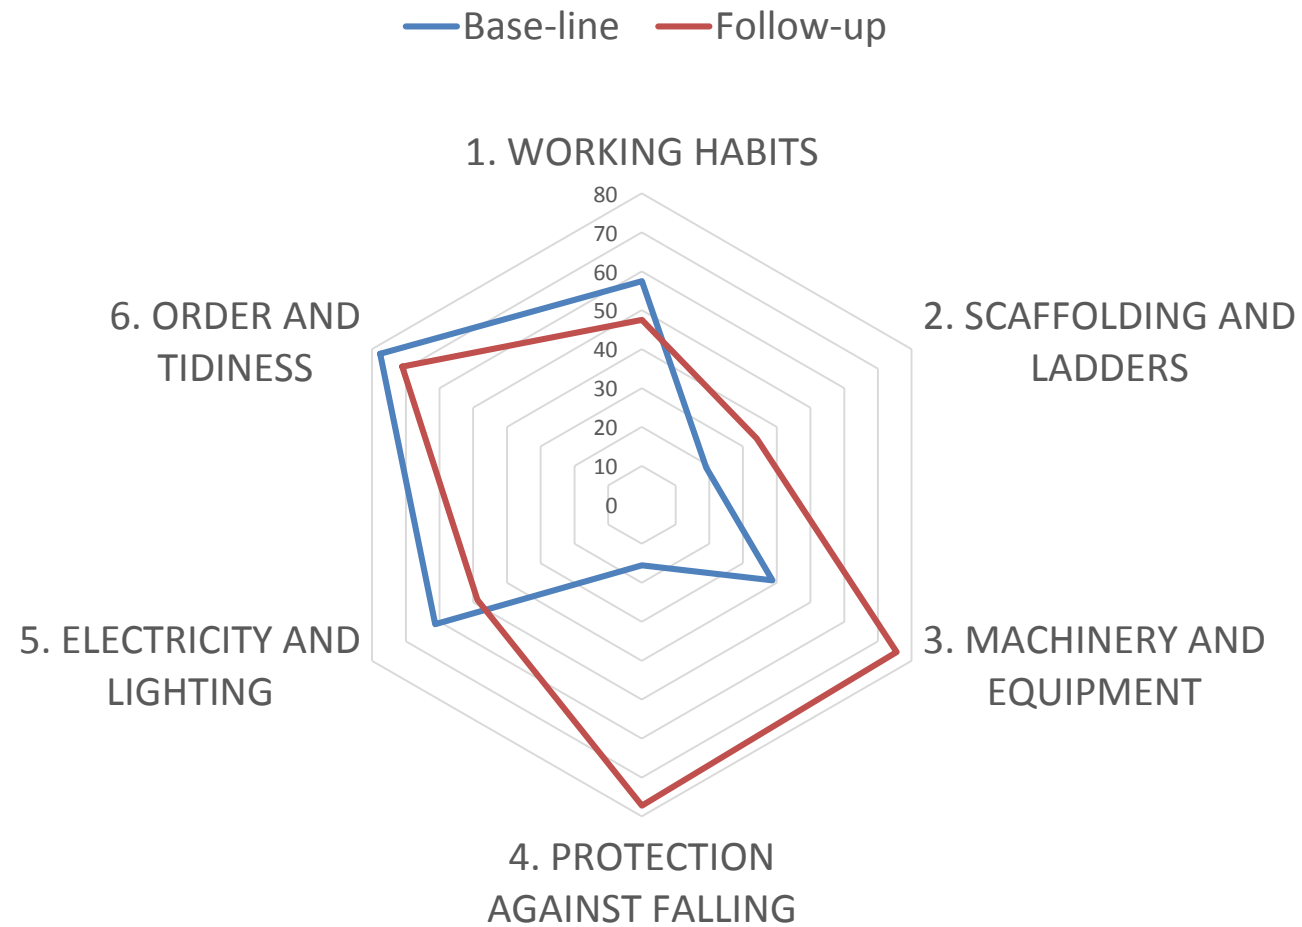 Base-line Follow-up
1. WORKING HABITS
80
70
60
50
40
30
20
10
0
2. SCAFFOLDING AND
LADDERS
3. MACHINERY AND
EQUIPMENT
4. PROTECTION
AGAINST FALLING
5. ELECTRICITY AND
LIGHTING
6. ORDER AND
TIDINESS